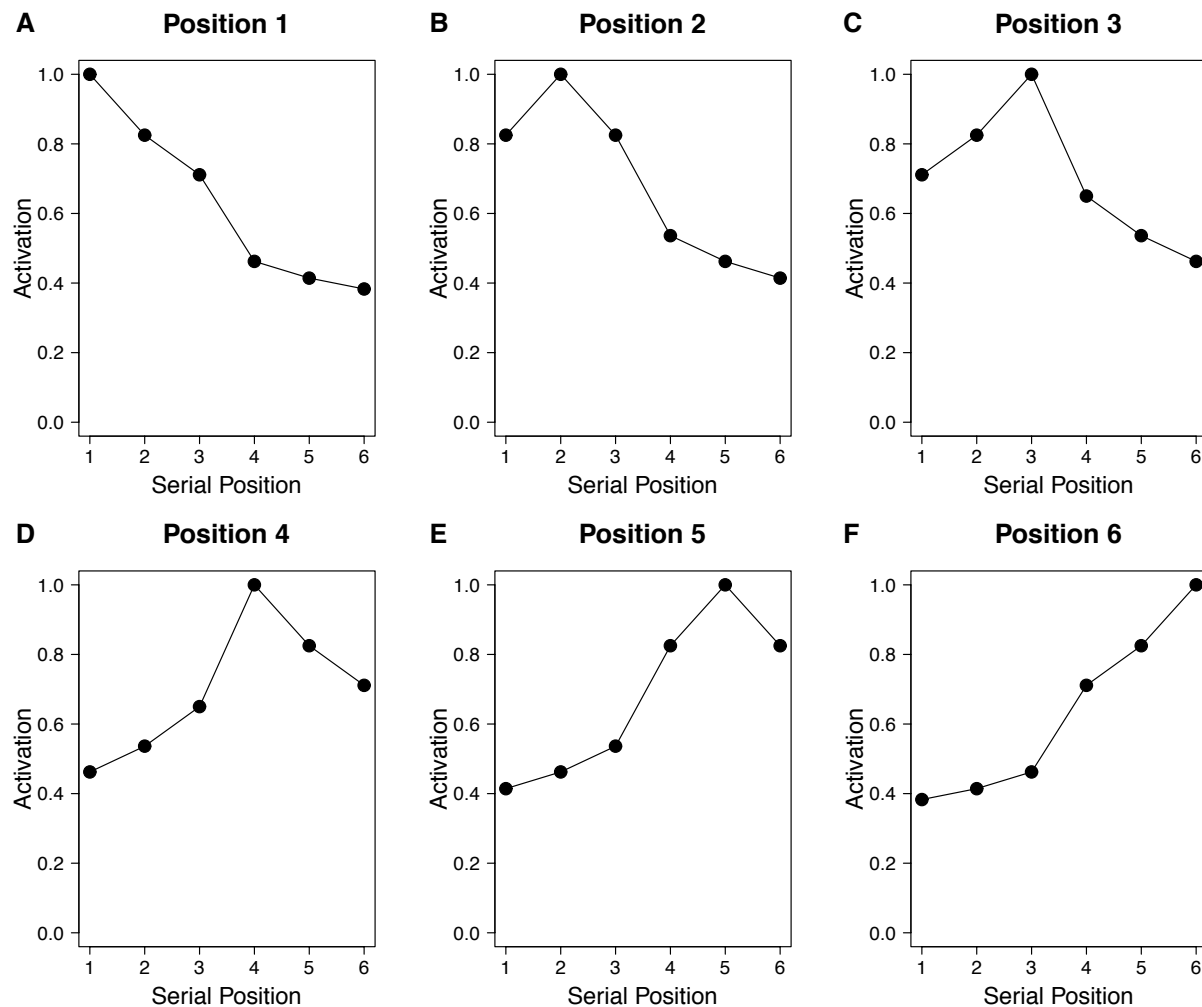 A Position 1
B Position 2
C Position 3
Activation
1.0
0.8
0.6
0.4
0.2
0.0
1 2 3 4 5 6
Serial Position
Activation
1.0
0.8
0.6
0.4
0.2
0.0
1 2 3 4 5 6
Serial Position
Activation
1.0
0.8
0.6
0.4
0.2
0.0
1 2 3 4 5 6
Serial Position
D Position 4
E Position 5
F Position 6
Activation
1.0
0.8
0.6
0.4
0.2
0.0
1 2 3 4 5 6
Serial Position
Activation
1.0
0.8
0.6
0.4
0.2
0.0
1 2 3 4 5 6
Serial Position
Activation
1.0
0.8
0.6
0.4
0.2
0.0
1 2 3 4 5 6
Serial Position